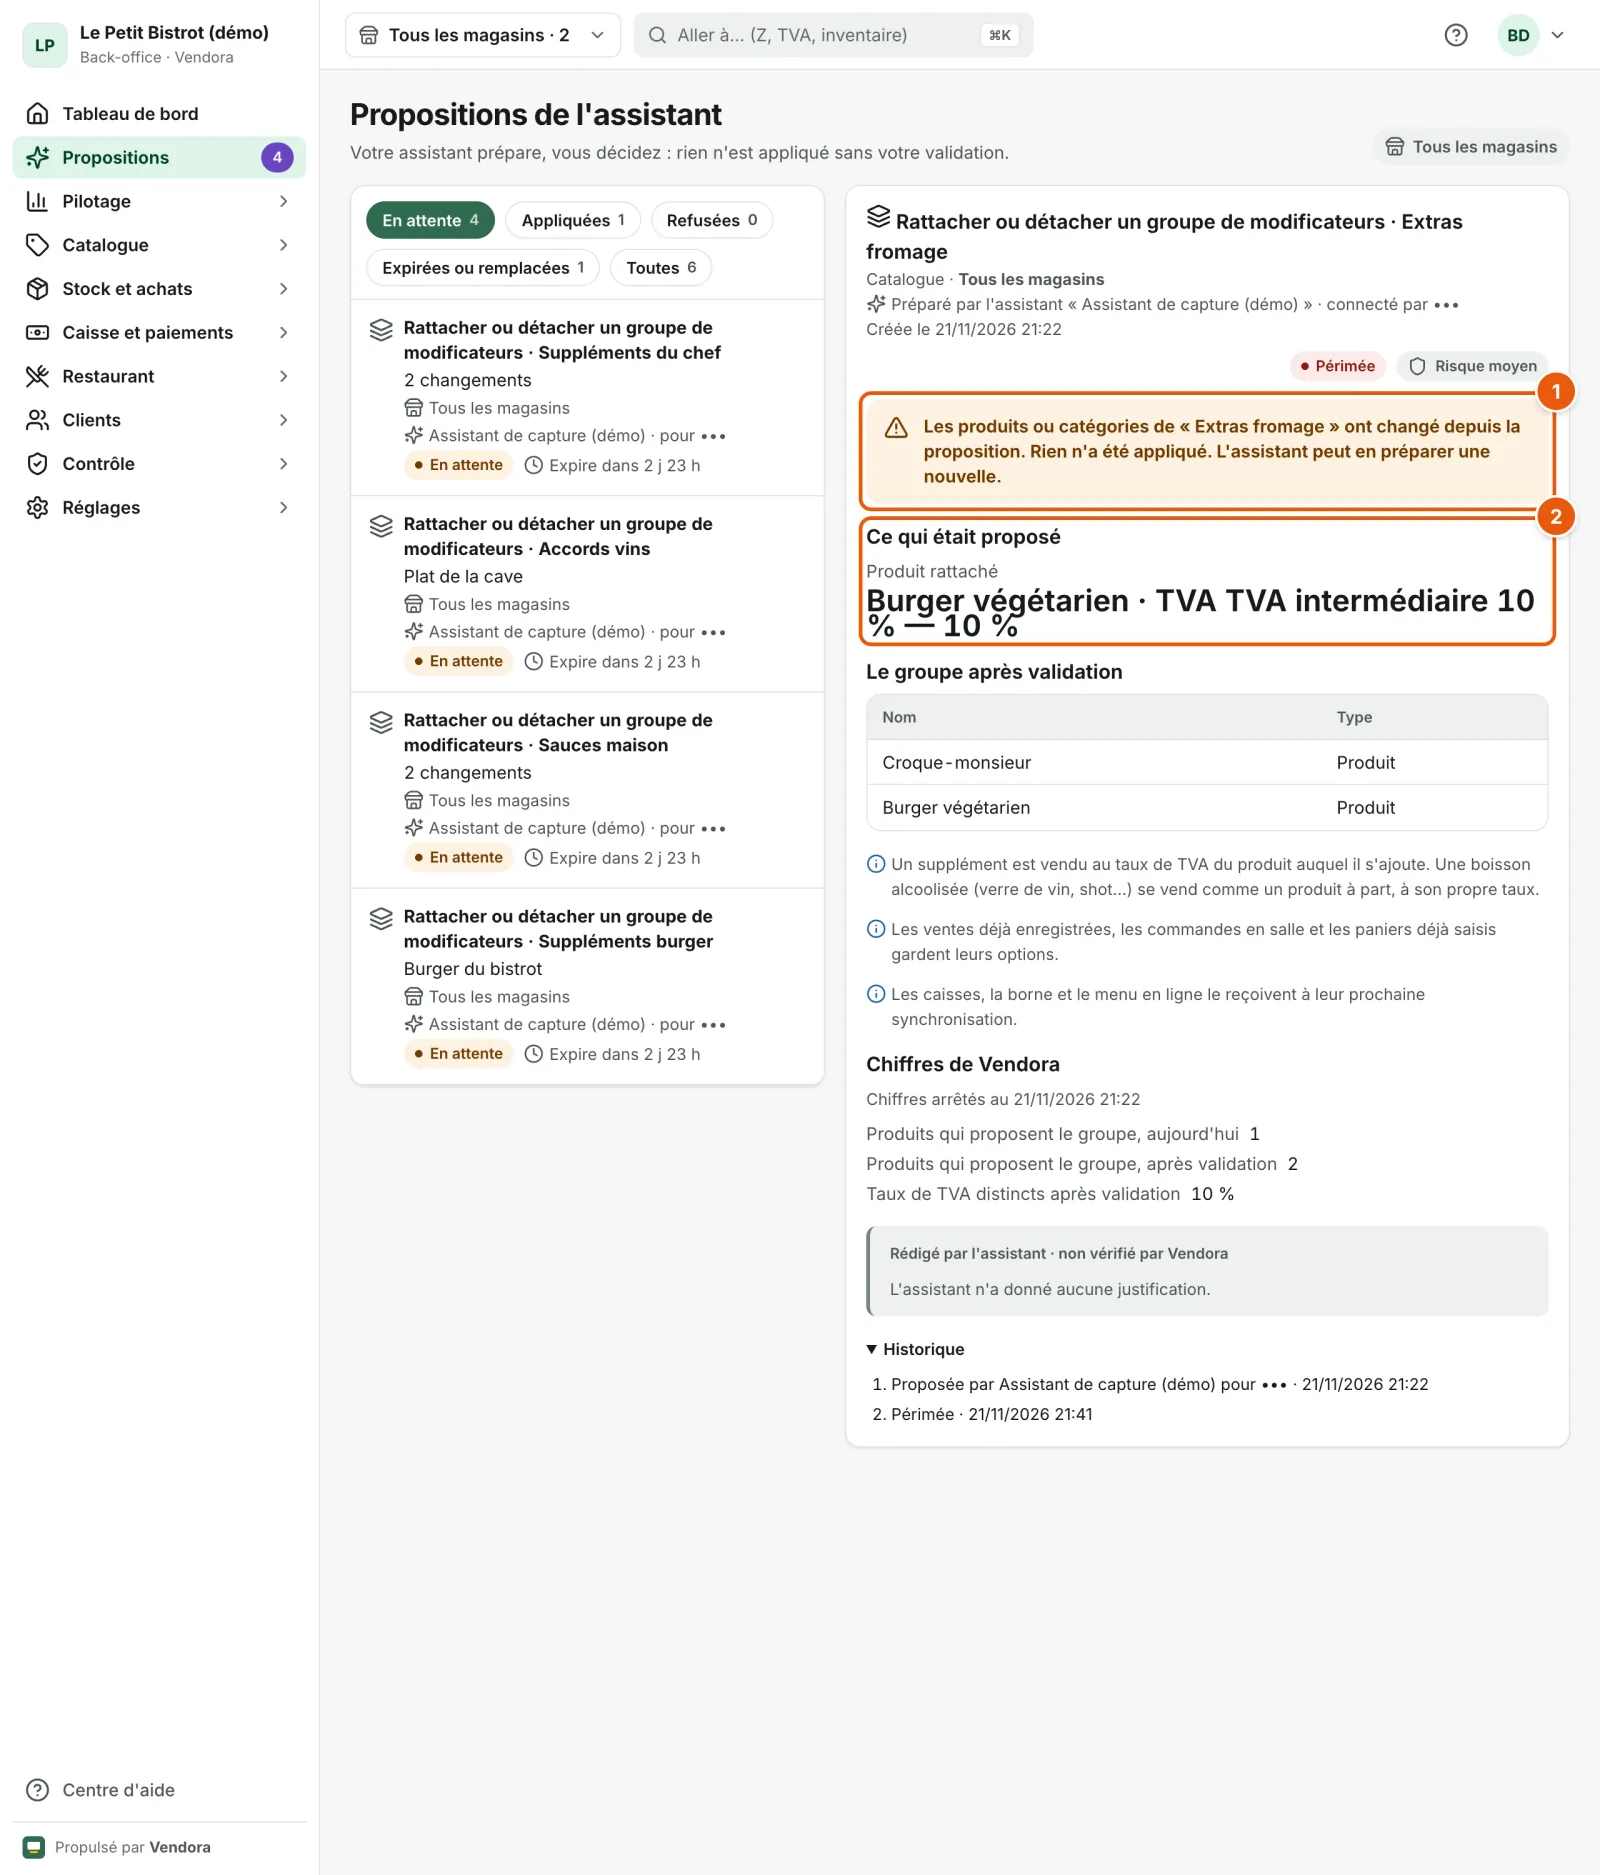 LP
Le Petit Bistrot (démo)
Back-office · Vendora
Tableau de bord
Propositions
4
Pilotage
Catalogue
Stock et achats
Caisse et paiements
Restaurant
Clients
Contrôle
Réglages
Centre d'aide
Propulsé par Vendora
Tous les magasins · 2
Aller à... (Z, TVA, inventaire)
⌘K
BD
Propositions de l'assistant
Votre assistant prépare, vous décidez : rien n'est appliqué sans votre validation.
Tous les magasins
En attente 4
Appliquées 1
Refusées 0
Expirées ou remplacées 1
Toutes 6
Rattacher ou détacher un groupe de
modificateurs · Suppléments du chef
2 changements
Tous les magasins
Assistant de capture (démo) · pour •••
En attente
Expire dans 2 j 23 h
Rattacher ou détacher un groupe de
modificateurs · Accords vins
Plat de la cave
Tous les magasins
Assistant de capture (démo) · pour •••
En attente
Expire dans 2 j 23 h
Rattacher ou détacher un groupe de
modificateurs · Sauces maison
2 changements
Tous les magasins
Assistant de capture (démo) · pour •••
En attente
Expire dans 2 j 23 h
Rattacher ou détacher un groupe de
modificateurs · Suppléments burger
Burger du bistrot
Tous les magasins
Assistant de capture (démo) · pour •••
En attente
Expire dans 2 j 23 h
Rattacher ou détacher un groupe de modificateurs · Extras
fromage
Catalogue · Tous les magasins
Préparé par l'assistant « Assistant de capture (démo) » · connecté par •••
Créée le 21/11/2026 21:22
Périmée
Risque moyen
1
Les produits ou catégories de « Extras fromage » ont changé depuis la
proposition. Rien n'a été appliqué. L'assistant peut en préparer une
nouvelle.
2
Ce qui était proposé
Produit rattaché
Burger végétarien · TVA TVA intermédiaire 10
% — 10 %
Le groupe après validation
Nom
Type
Croque-monsieur
Produit
Burger végétarien
Produit
Un supplément est vendu au taux de TVA du produit auquel il s'ajoute. Une boisson
alcoolisée (verre de vin, shot...) se vend comme un produit à part, à son propre taux.
Les ventes déjà enregistrées, les commandes en salle et les paniers déjà saisis
gardent leurs options.
Les caisses, la borne et le menu en ligne le reçoivent à leur prochaine
synchronisation.
Chiffres de Vendora
Chiffres arrêtés au 21/11/2026 21:22
Produits qui proposent le groupe, aujourd'hui 1
Produits qui proposent le groupe, après validation 2
Taux de TVA distincts après validation 10 %
Rédigé par l'assistant · non vérifié par Vendora
L'assistant n'a donné aucune justification.
▼ Historique
1. Proposée par Assistant de capture (démo) pour ••• · 21/11/2026 21:22
2. Périmée · 21/11/2026 21:41